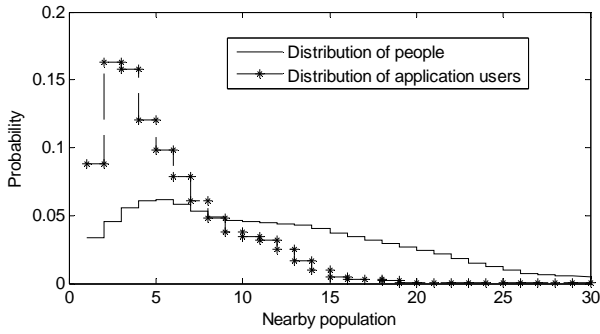 0.2
0.15
0.1
0.05
0
Probability
Distribution of people
Distribution of application users
0 5 10 15 20 25 30
Nearby population